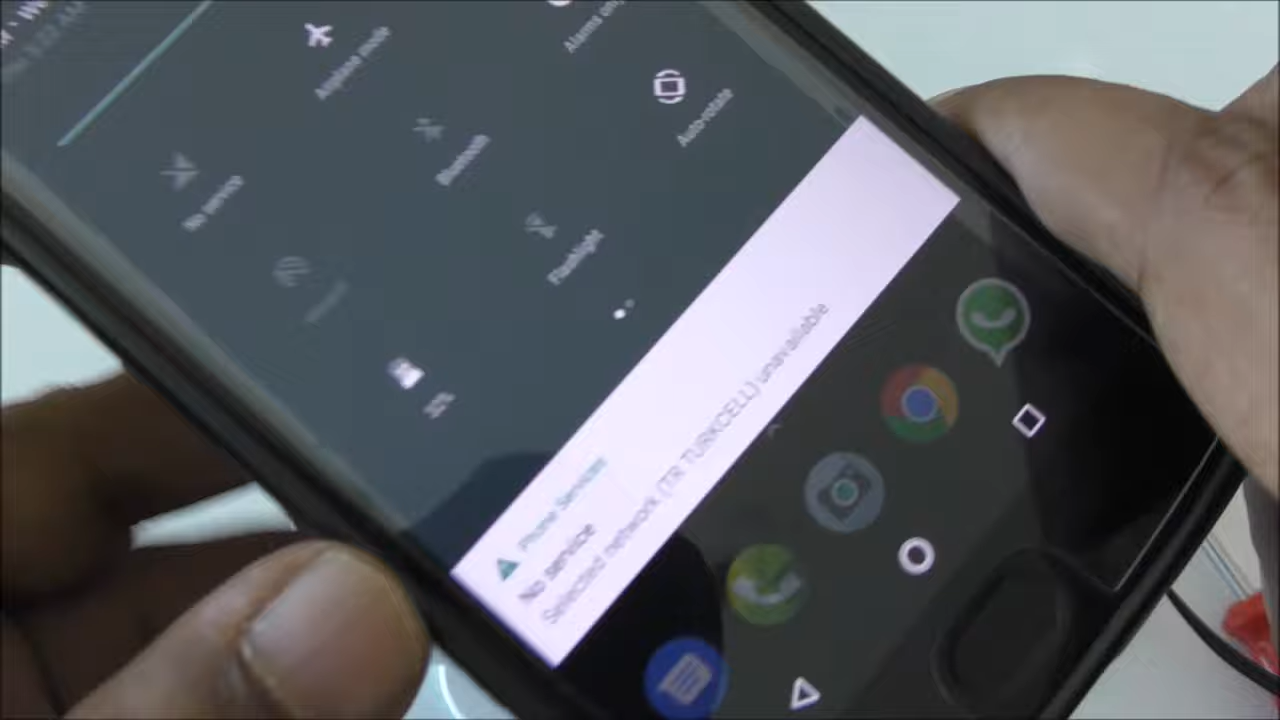 Airplane mode
Alarms only
No service
Bluetooth
Auto-rotate
Flashlight
Phone Services
No service
Selected network (TR TURKCELL) unavailable